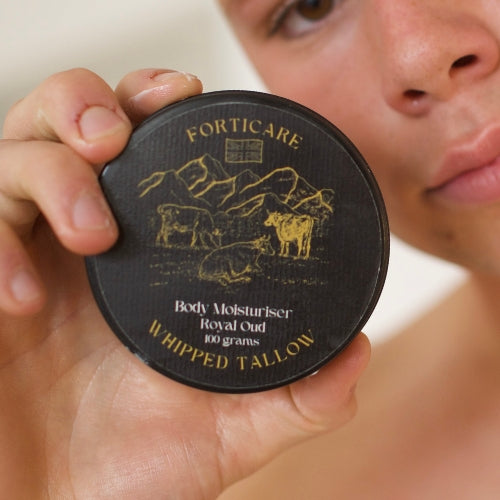 FORTICARE
Body Moisturiser
Royal Oud
100 grams
WHIPPED TALLOW